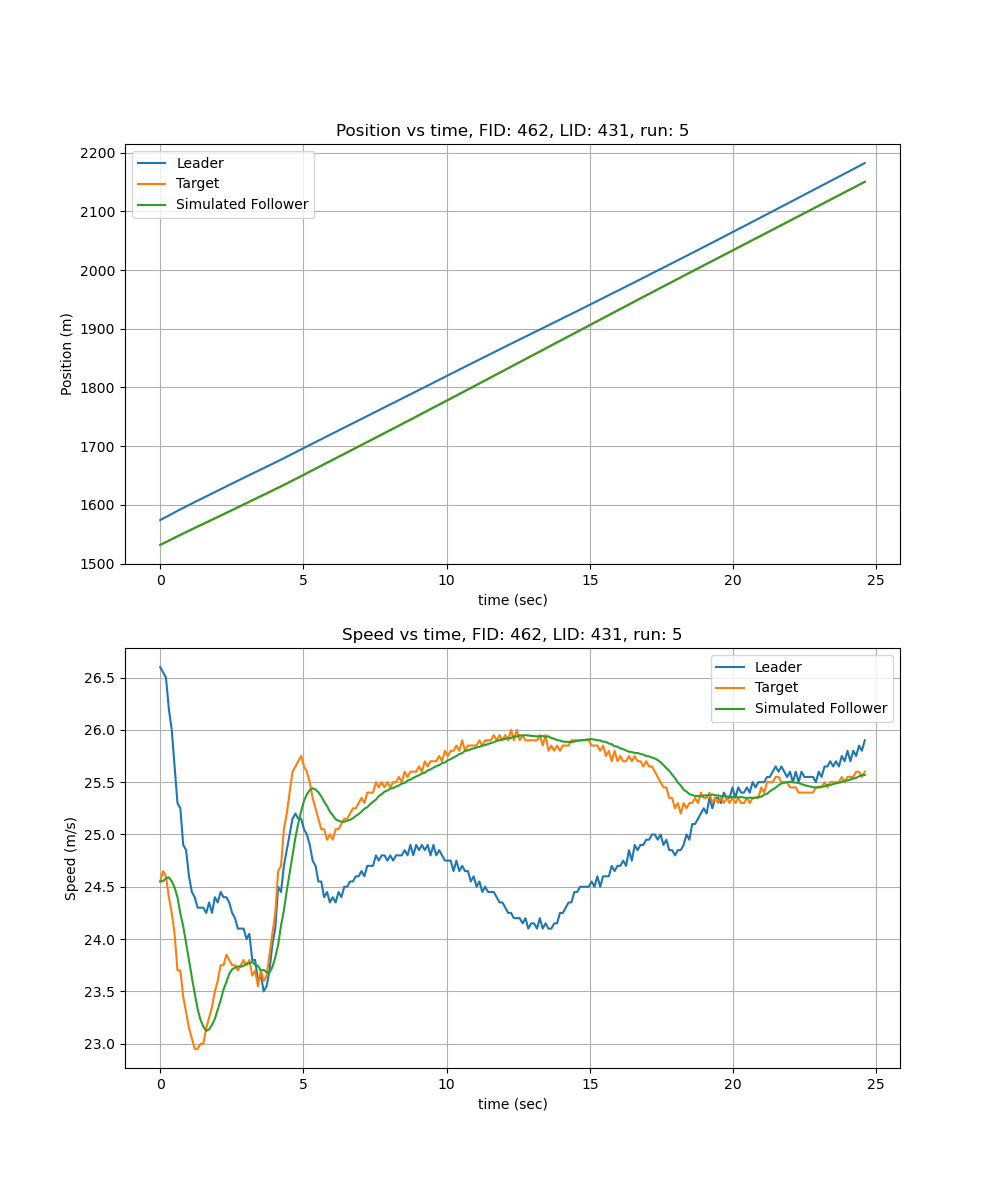 Position vs time, FID: 462, LID: 431, run: 5
Leader
Target
Simulated Follower
Position (m)
2200
2100
2000
1900
1800
1700
1600
1500
0 5 10 15 20 25
time (sec)
Speed vs time, FID: 462, LID: 431, run: 5
Leader
Target
Simulated Follower
Speed (m/s)
26.5
26.0
25.5
25.0
24.5
24.0
23.5
23.0
0 5 10 15 20 25
time (sec)